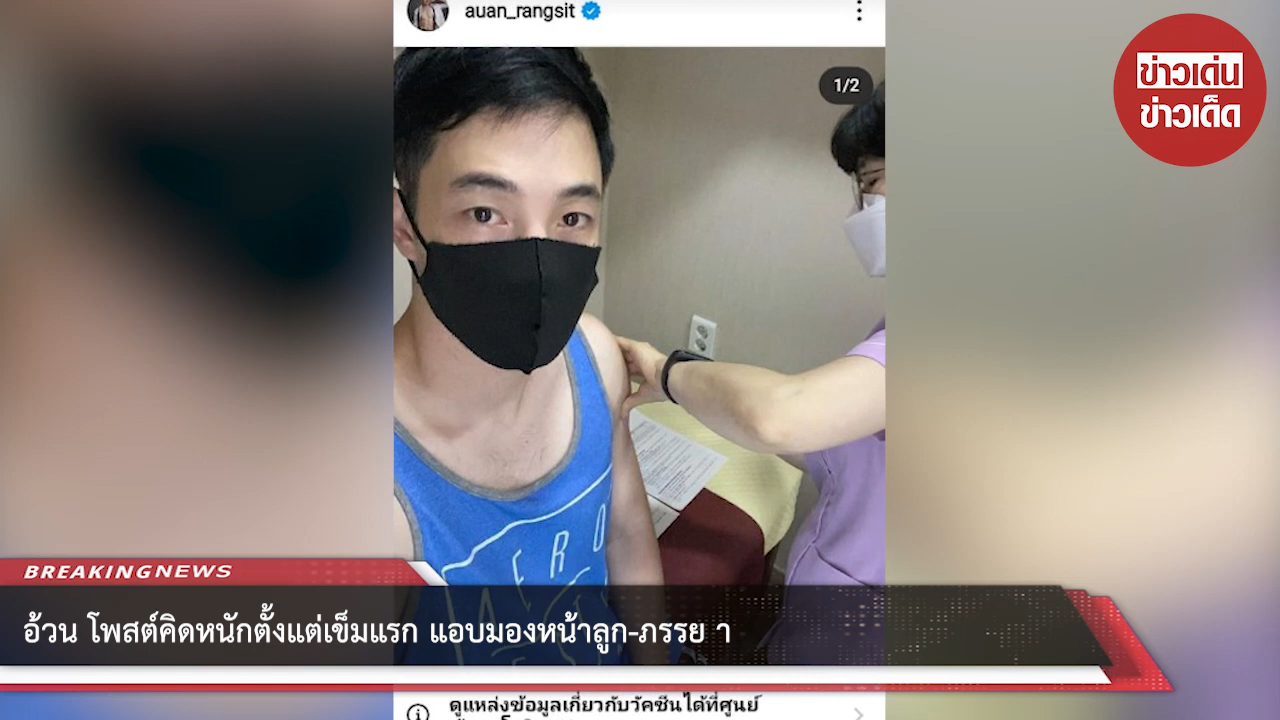 auan_rangsit
1/2
ข่าวเด่น
ข่าวเด็ด
BREAKING NEWS
อ้วน โพสต์คิดหนักตั้งแต่เข็มแรก แอบมองหน้าลูก-ภรรย า
ดูแหล่งข้อมูลเกี่ยวกับวัคซีนได้ที่ศูนย์